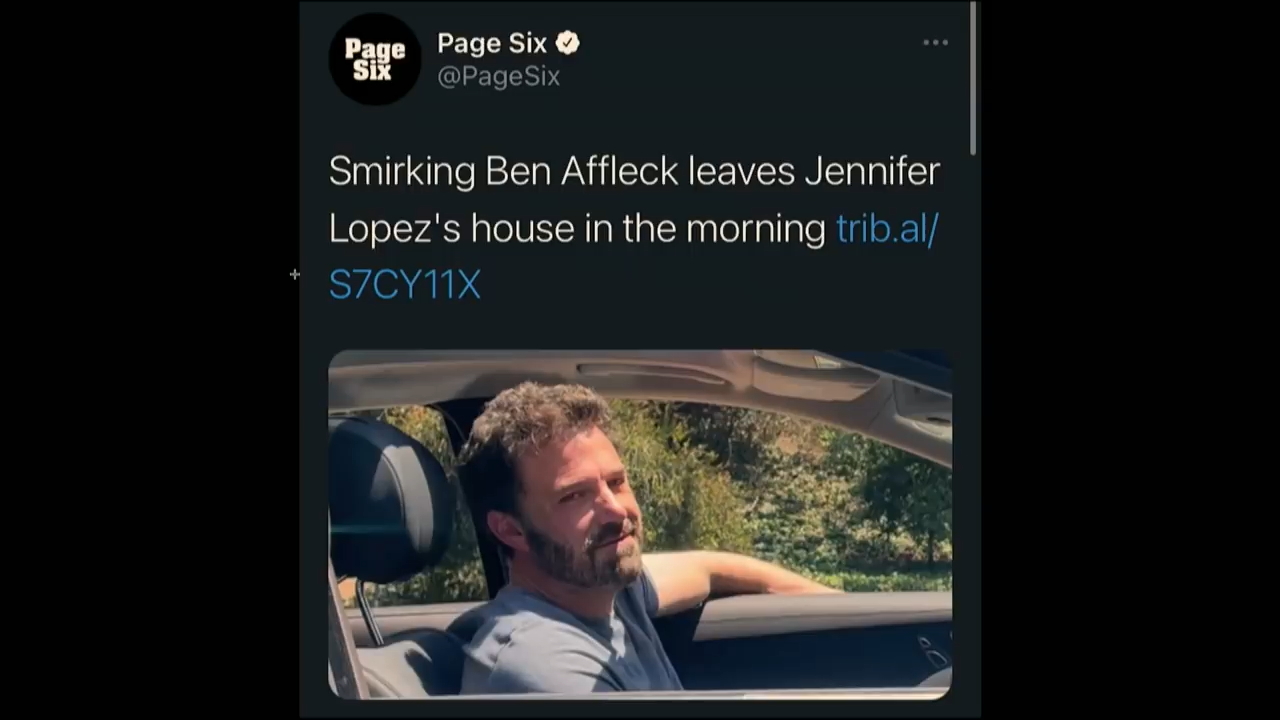 Page
Six
Page Six
@PageSix
Smirking Ben Affleck leaves Jennifer
Lopez's house in the morning trib.al/
S7CY11X